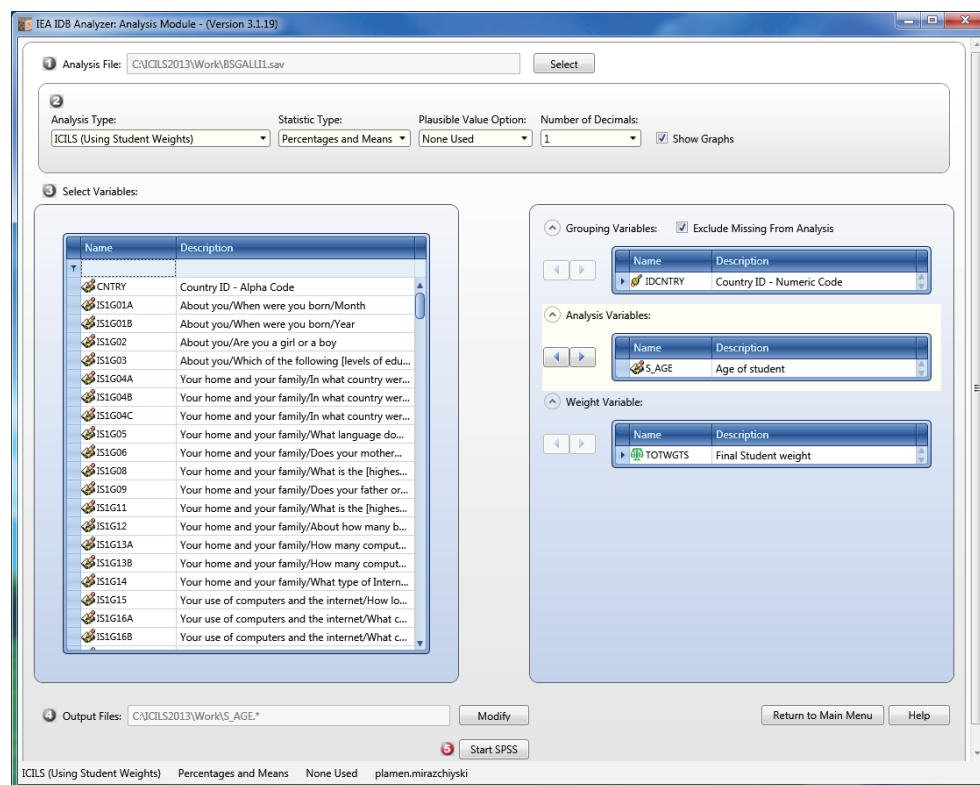 IEA IDB Analyzer: Analysis Module - (Version 3.1.19)
1 Analysis File: C:\ICILS2013\Work\BSGALLI1.sav Select
2
Analysis Type: Statistic Type: Plausible Value Option: Number of Decimals:
ICILS (Using Student Weights) Percentages and Means None Used 1 Show Graphs
3 Select Variables:
Name Description
CNTRY Country ID - Alpha Code
IS1G01A About you/When were you born/Month
IS1G01B About you/When were you born/Year
IS1G02 About you/Are you a girl or a boy
IS1G03 About you/Which of the following [levels of edu...
IS1G04A Your home and your family/In what country wer...
IS1G04B Your home and your family/In what country wer...
IS1G04C Your home and your family/In what country wer...
IS1G05 Your home and your family/What language do...
IS1G06 Your home and your family/Does your mother...
IS1G08 Your home and your family/What is the [highes...
IS1G09 Your home and your family/Does your father or...
IS1G11 Your home and your family/What is the [highes...
IS1G12 Your home and your family/About how many b...
IS1G13A Your home and your family/How many comput...
IS1G13B Your home and your family/How many comput...
IS1G14 Your home and your family/What type of Intern...
IS1G15 Your use of computers and the internet/How lo...
IS1G16A Your use of computers and the internet/What c...
IS1G16B Your use of computers and the internet/What c...
Grouping Variables: Exclude Missing From Analysis
Name Description
IDCNTRY Country ID - Numeric Code
Analysis Variables:
Name Description
S_AGE Age of student
Weight Variable:
Name Description
TOTWGTS Final Student weight
4 Output Files: C:\ICILS2013\Work\S_AGE.* Modify Return to Main Menu Help
5 Start SPSS
ICILS (Using Student Weights) Percentages and Means None Used plamen.mirazchiyski